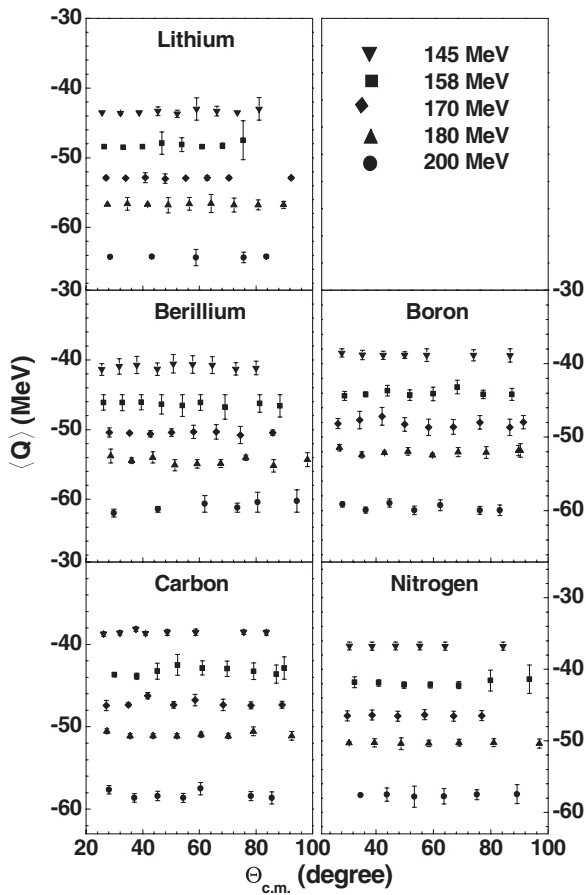 -30
Lithium
-40
-50
-60
▼ 145 MeV
■ 158 MeV
◆ 170 MeV
▲ 180 MeV
● 200 MeV
-30
-30
Berillium
-40
-50
-60
-30
Boron
-40
-50
-60
⟨Q⟩ (MeV)
-30
Carbon
-40
-50
-60
Nitrogen
-40
-50
-60
20 40 60 80 100
40 60 80 100
Θc.m. (degree)